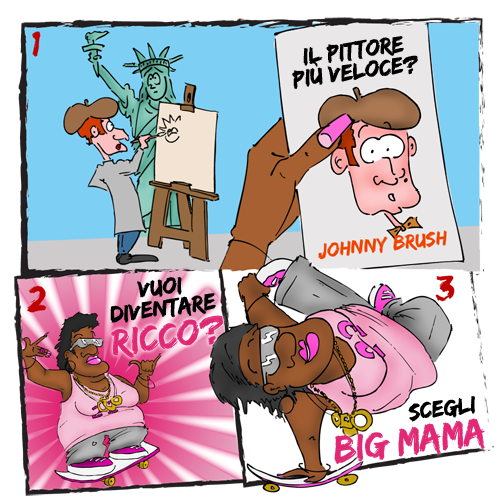 1
IL PITTORE
PIÙ VELOCE?
JOHNNY BRUSH
2
VUOI
DIVENTARE
RICCO?
3
SCEGLI
BIG MAMA